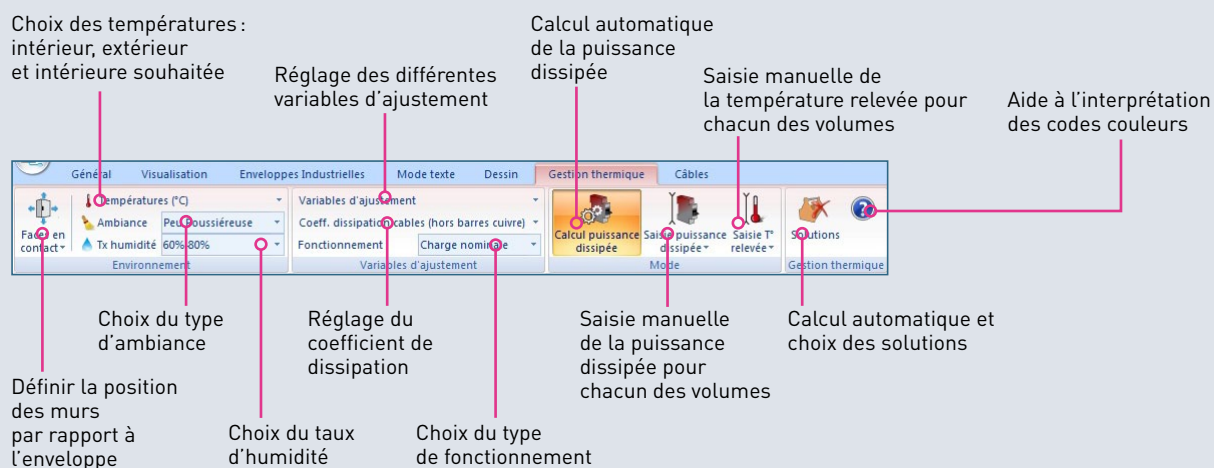 Choix des températures :
intérieur, extérieur
et intérieure souhaitée
Réglage des différentes
variables d'ajustement
Calcul automatique
de la puissance
dissipée
Saisie manuelle de
la température relevée pour
chacun des volumes
Aide à l'interprétation
des codes couleurs
Général Visualisation Enveloppes Industrielles Mode texte Dessin Gestion thermique Câbles
Températures (°C)
Ambiance Peu Poussiéreuse
Tx humidité 60%-80%
Faces en
contact
Environnement
Variables d'ajustement
Coeff. dissipation cables (hors barres cuivre)
Fonctionnement Charge nominale
Variables d'ajustement
Calcul puissance
dissipée
Saisie puissance
dissipée
Saisie T°
relevée
Mode
Solutions
Gestion thermique
Choix du type
d'ambiance
Réglage du
coefficient de
dissipation
Saisie manuelle
de la puissance
dissipée pour
chacun des volumes
Calcul automatique et
choix des solutions
Définir la position
des murs
par rapport à
l'enveloppe
Choix du taux
d'humidité
Choix du type
de fonctionnement